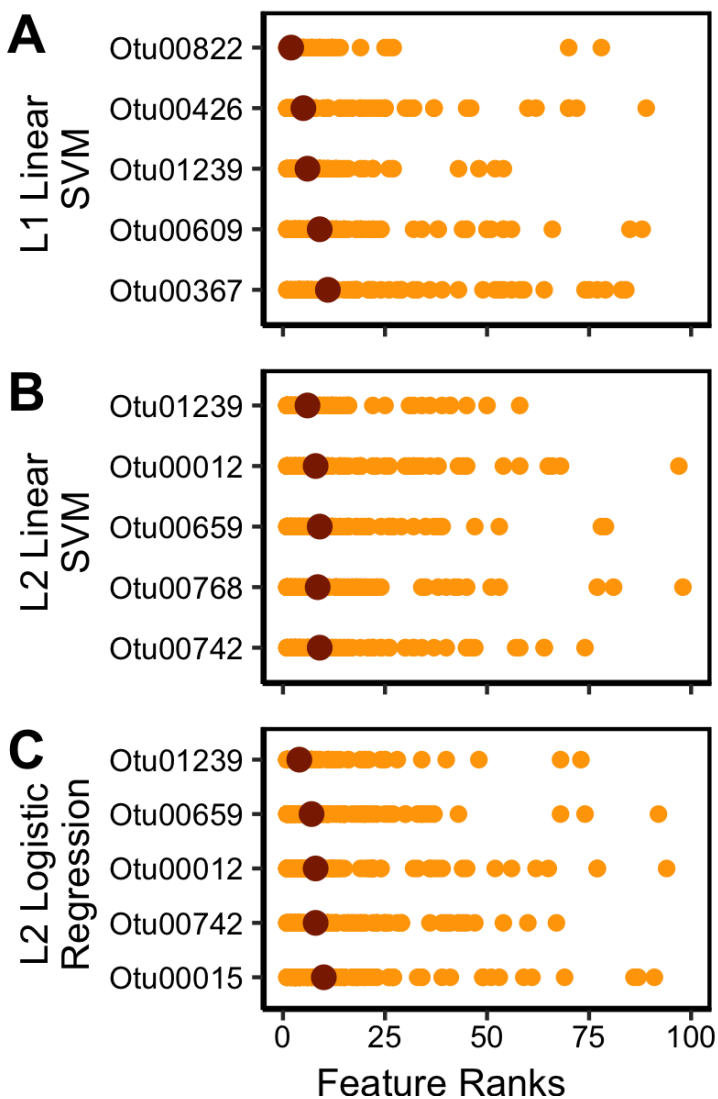 A
L1 Linear
SVM
Otu00822
Otu00426
Otu01239
Otu00609
Otu00367
B
L2 Linear
SVM
Otu01239
Otu00012
Otu00659
Otu00768
Otu00742
C
L2 Logistic
Regression
Otu01239
Otu00659
Otu00012
Otu00742
Otu00015
0 25 50 75 100
Feature Ranks